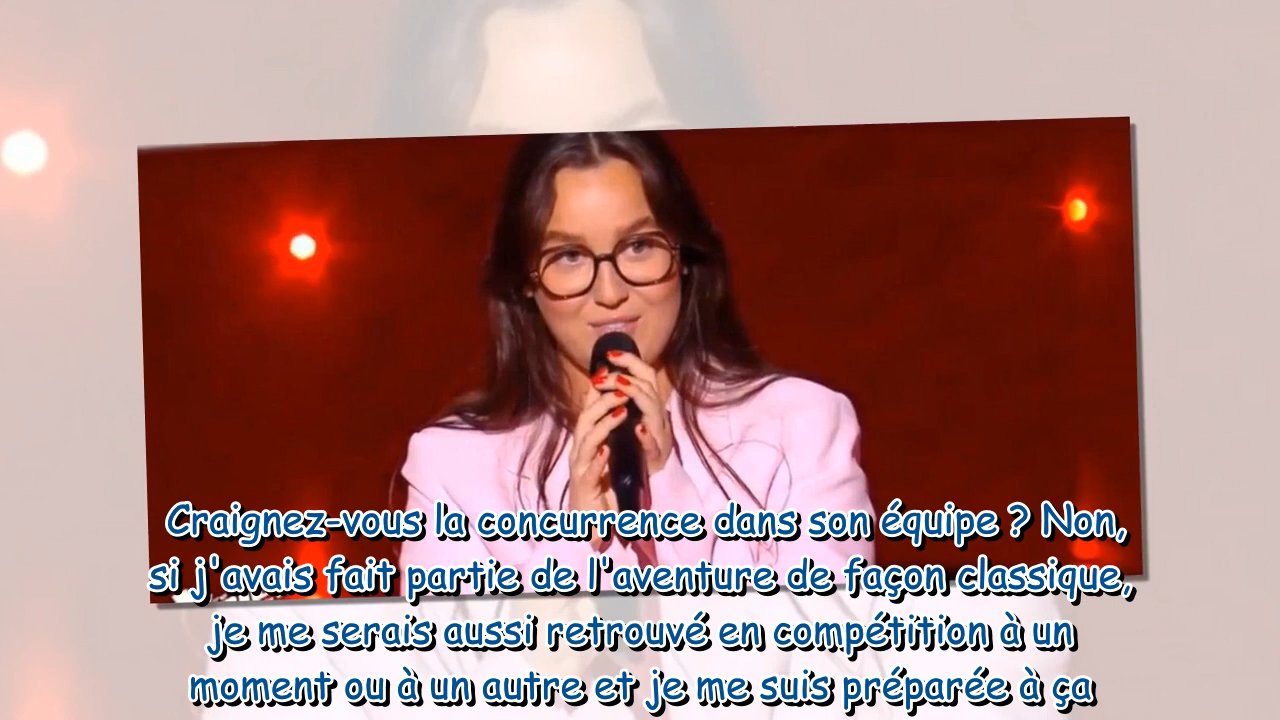 Craignez-vous la concurrence dans son équipe ? Non,
si j'avais fait partie de l'aventure de façon classique,
je me serais aussi retrouvé en compétition à un
moment ou à un autre et je me suis préparée à ça